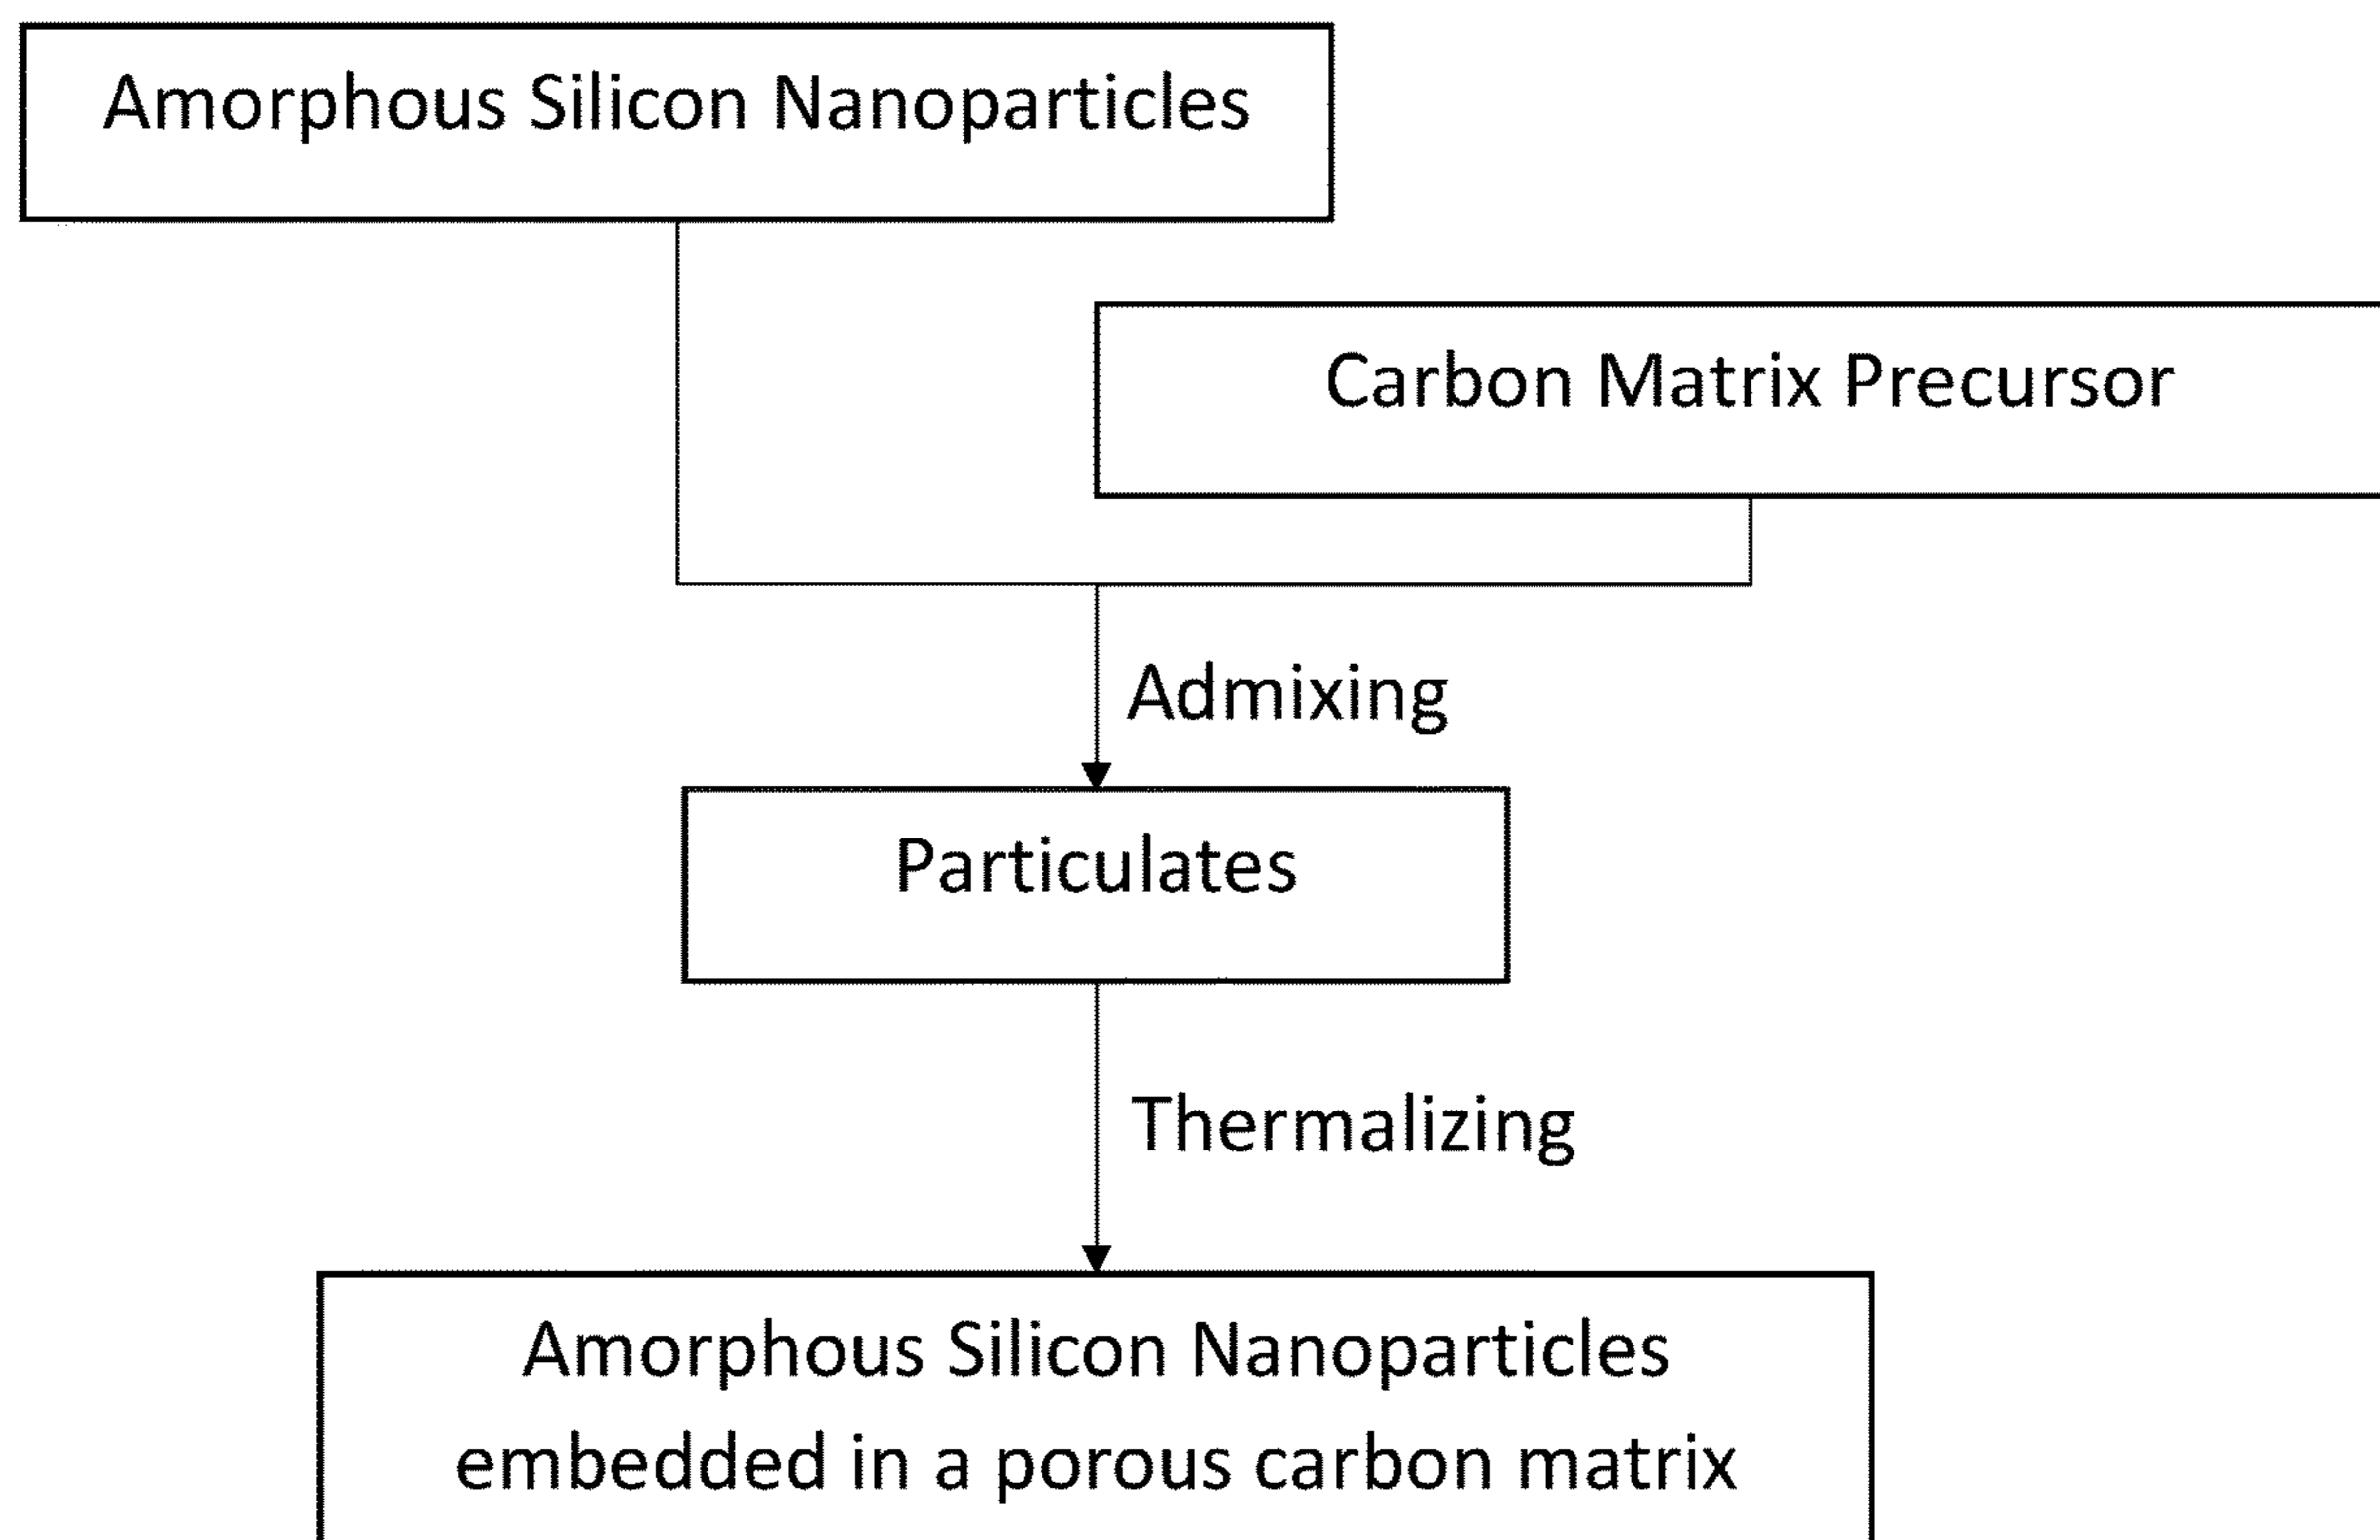 Amorphous Silicon Nanoparticles
Carbon Matrix Precursor
Admixing
Particulates
Thermalizing
Amorphous Silicon Nanoparticles
embedded in a porous carbon matrix